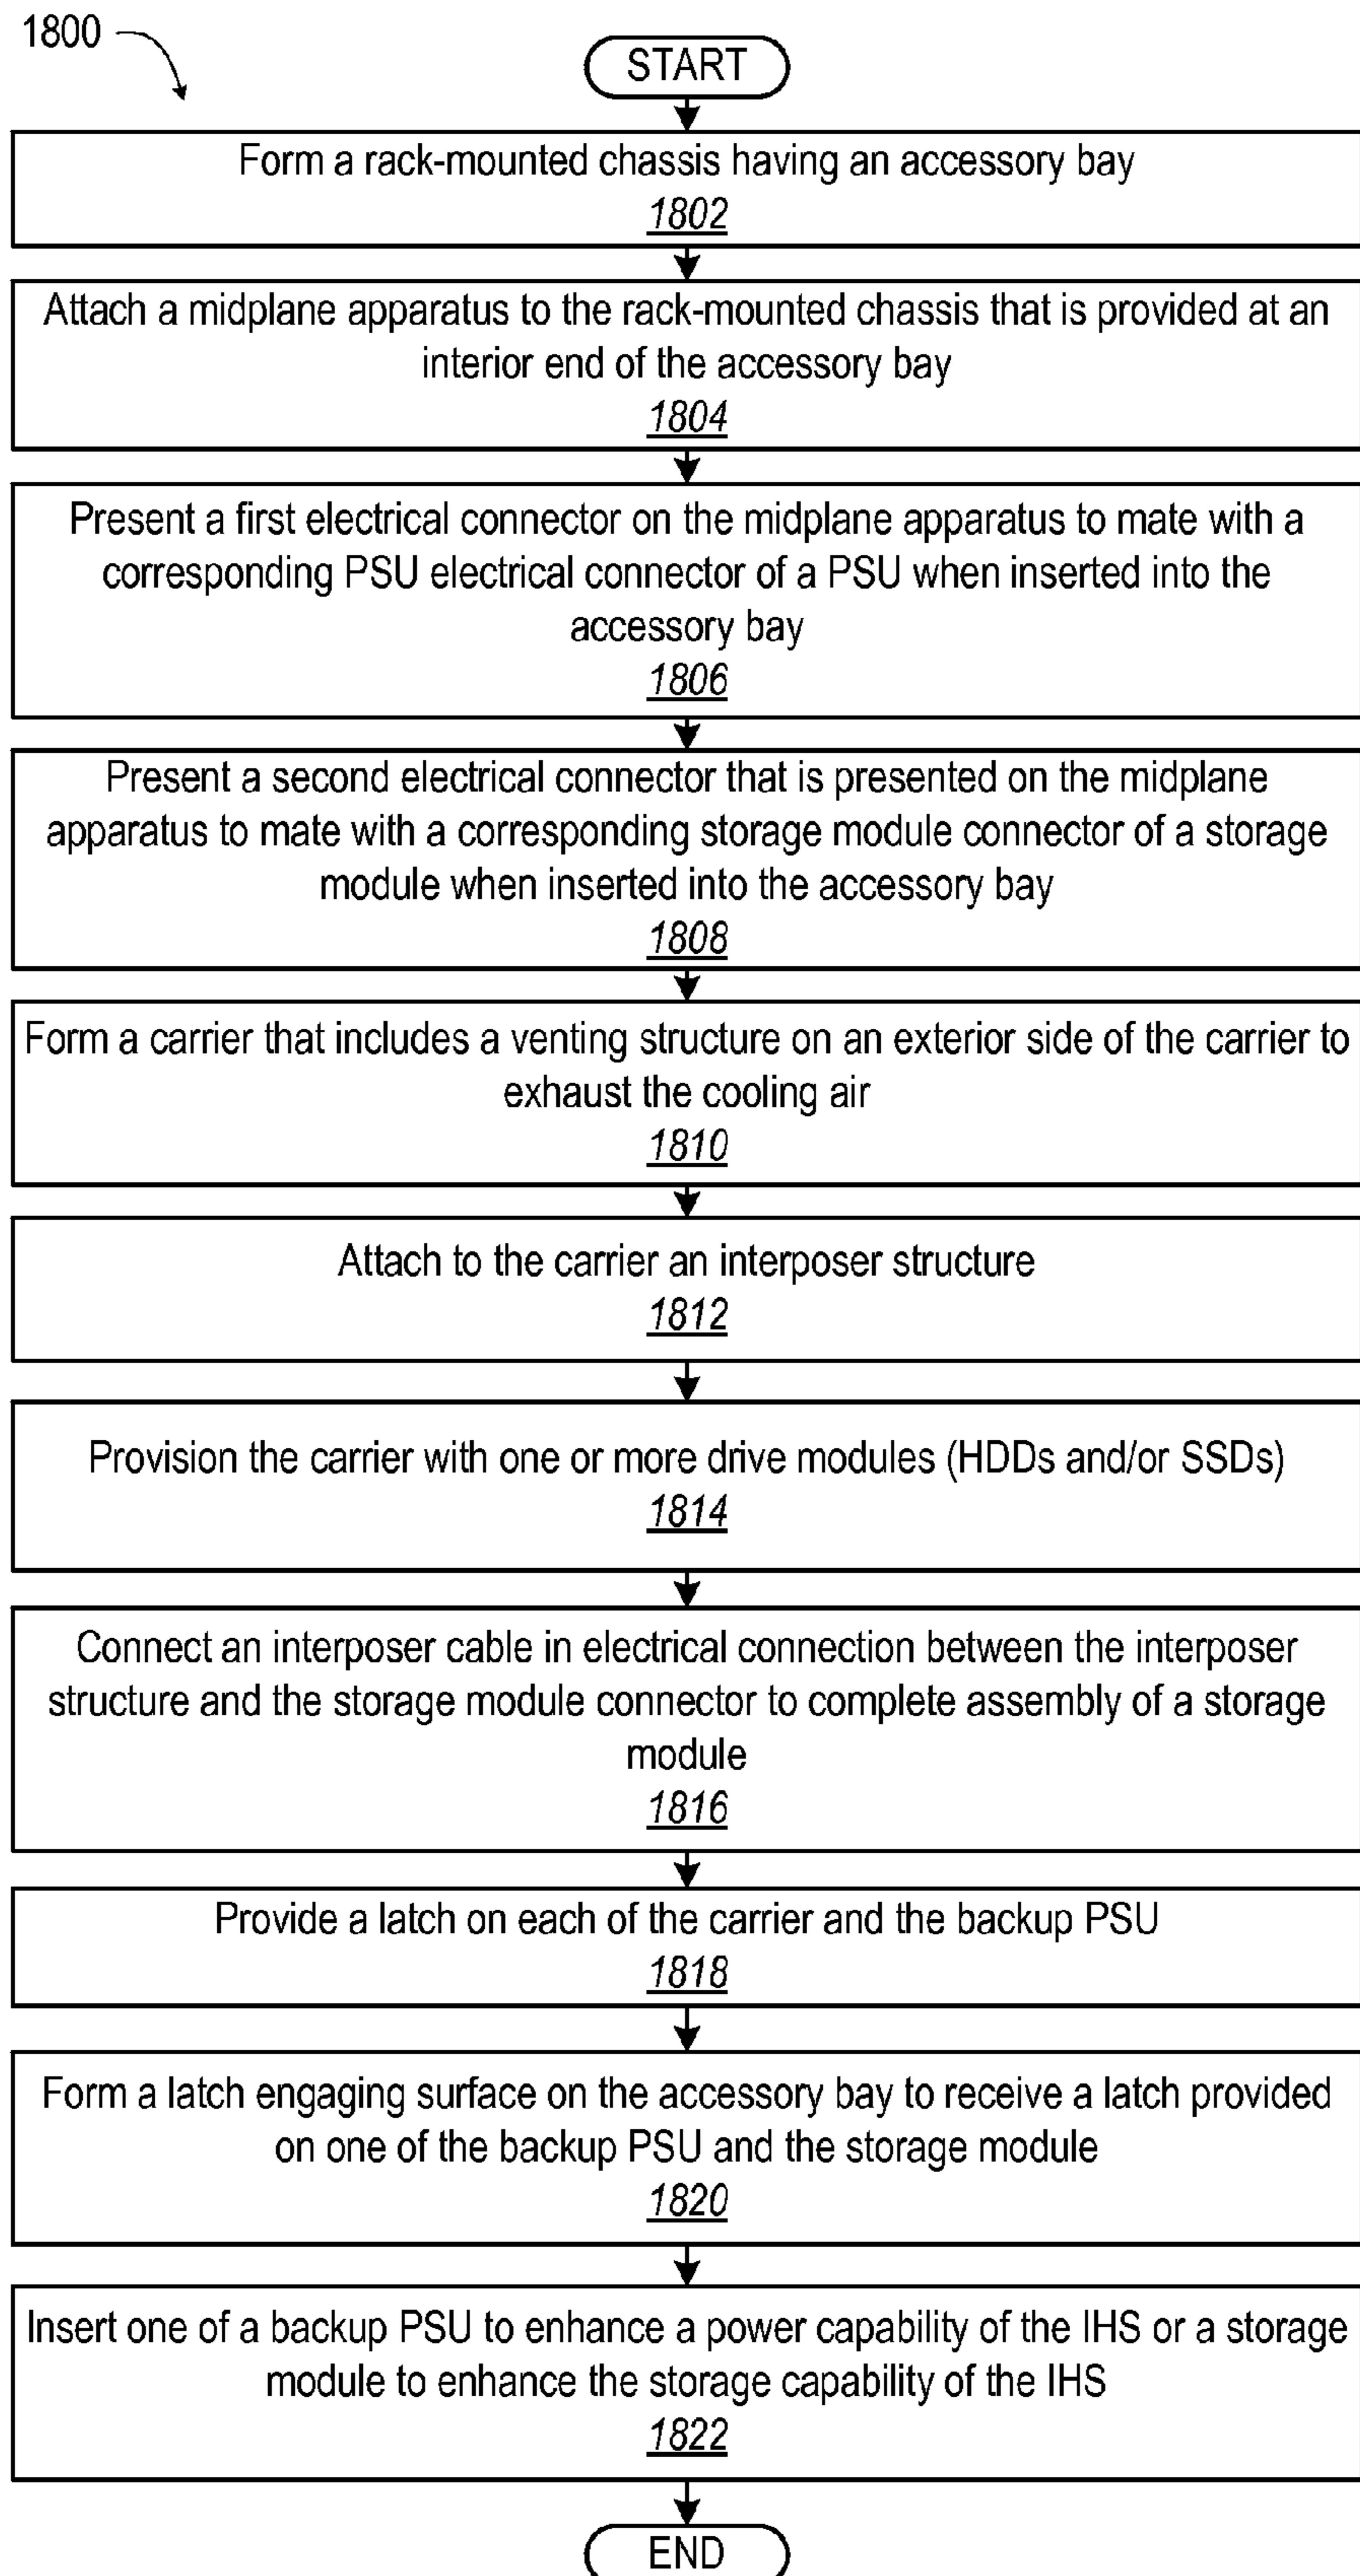 1800
START
Form a rack-mounted chassis having an accessory bay
1802
Attach a midplane apparatus to the rack-mounted chassis that is provided at an
interior end of the accessory bay
1804
Present a first electrical connector on the midplane apparatus to mate with a
corresponding PSU electrical connector of a PSU when inserted into the
accessory bay
1806
Present a second electrical connector that is presented on the midplane
apparatus to mate with a corresponding storage module connector of a storage
module when inserted into the accessory bay
1808
Form a carrier that includes a venting structure on an exterior side of the carrier to
exhaust the cooling air
1810
Attach to the carrier an interposer structure
1812
Provision the carrier with one or more drive modules (HDDs and/or SSDs)
1814
Connect an interposer cable in electrical connection between the interposer
structure and the storage module connector to complete assembly of a storage
module
1816
Provide a latch on each of the carrier and the backup PSU
1818
Form a latch engaging surface on the accessory bay to receive a latch provided
on one of the backup PSU and the storage module
1820
Insert one of a backup PSU to enhance a power capability of the IHS or a storage
module to enhance the storage capability of the IHS
1822
END